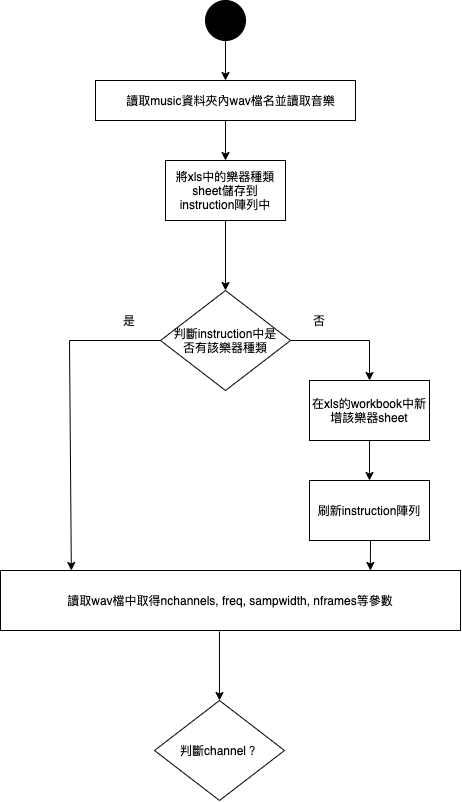 讀取music資料夾內wav檔名並讀取音樂
將xls中的樂器種類
sheet儲存到
instruction陣列中
是
否
判斷instruction中是
否有該樂器種類
在xls的workbook中新
增該樂器sheet
刷新instruction陣列
讀取wav檔中取得nchannels, freq, sampwidth, nframes等參數
判斷channel ?